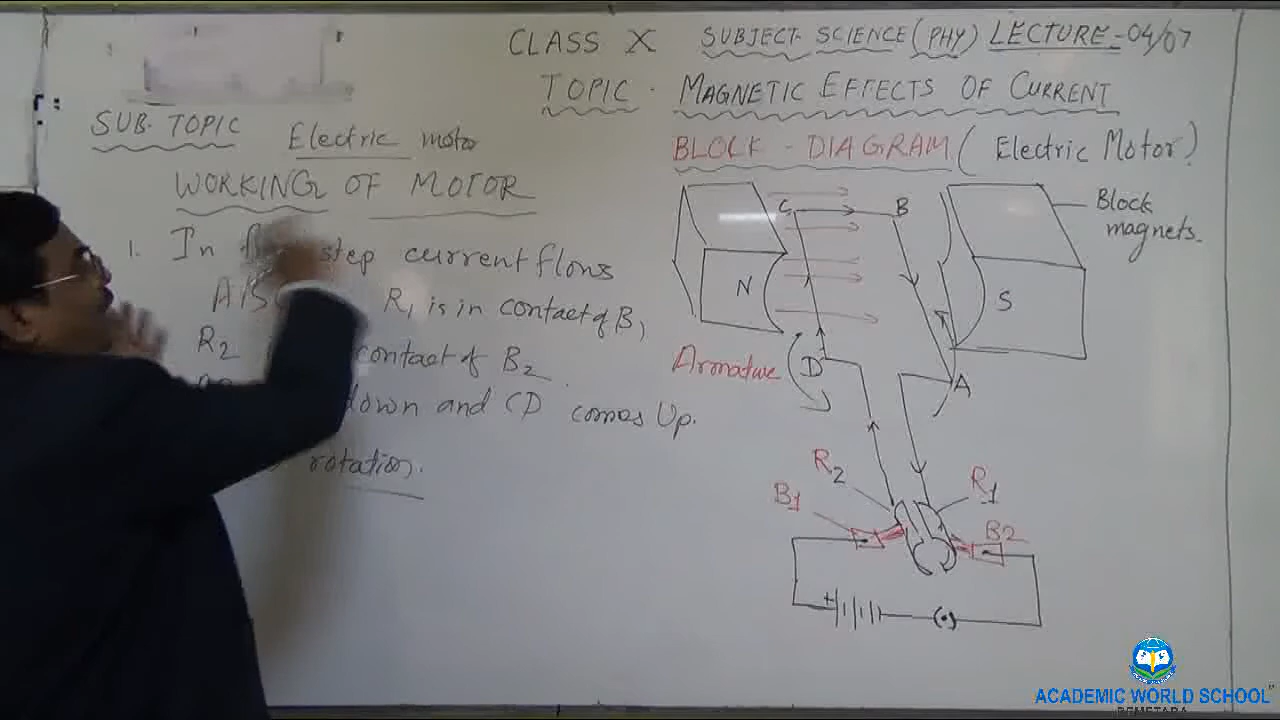 CLASS X SUBJECT- SCIENCE (PHY) LECTURE - 04/07
TOPIC - MAGNETIC EFFECTS OF CURRENT
SUB. TOPIC Electric motor
WORKING OF MOTOR
1. In step current flows
R1 is in contact of B1
R2 contact of B2.
down and CD comes Up.
rotation.
BLOCK - DIAGRAM ( Electric Motor )
C B
Block
magnets.
N S
Armature D A
R2 R1
B1 B2
+
ACADEMIC WORLD SCHOOL
BEMETARA